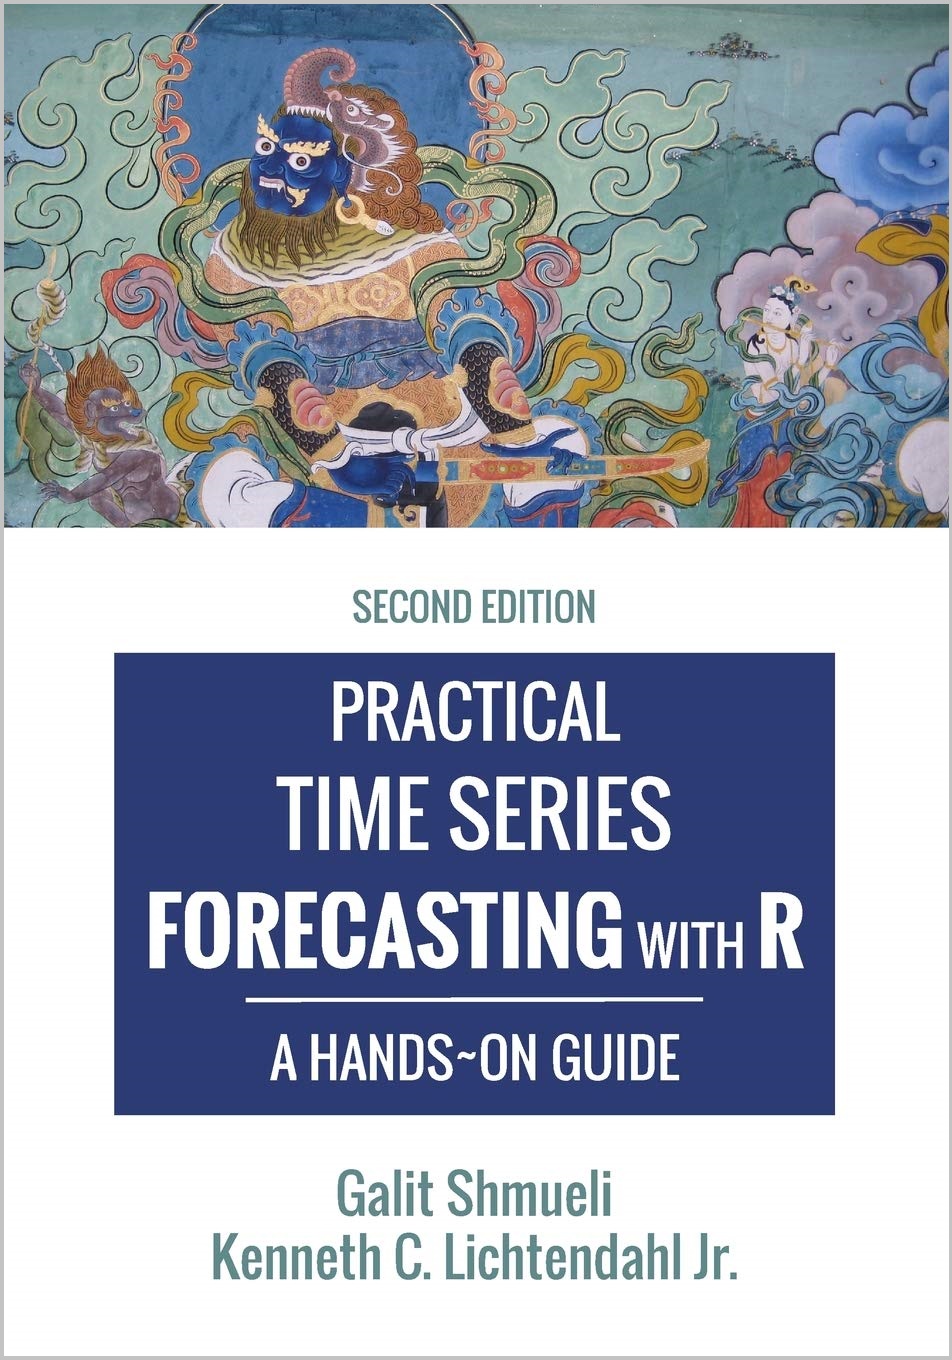 SECOND EDITION
PRACTICAL
TIME SERIES
FORECASTING WITH R
A HANDS~ON GUIDE
Galit Shmueli
Kenneth C. Lichtendahl Jr.